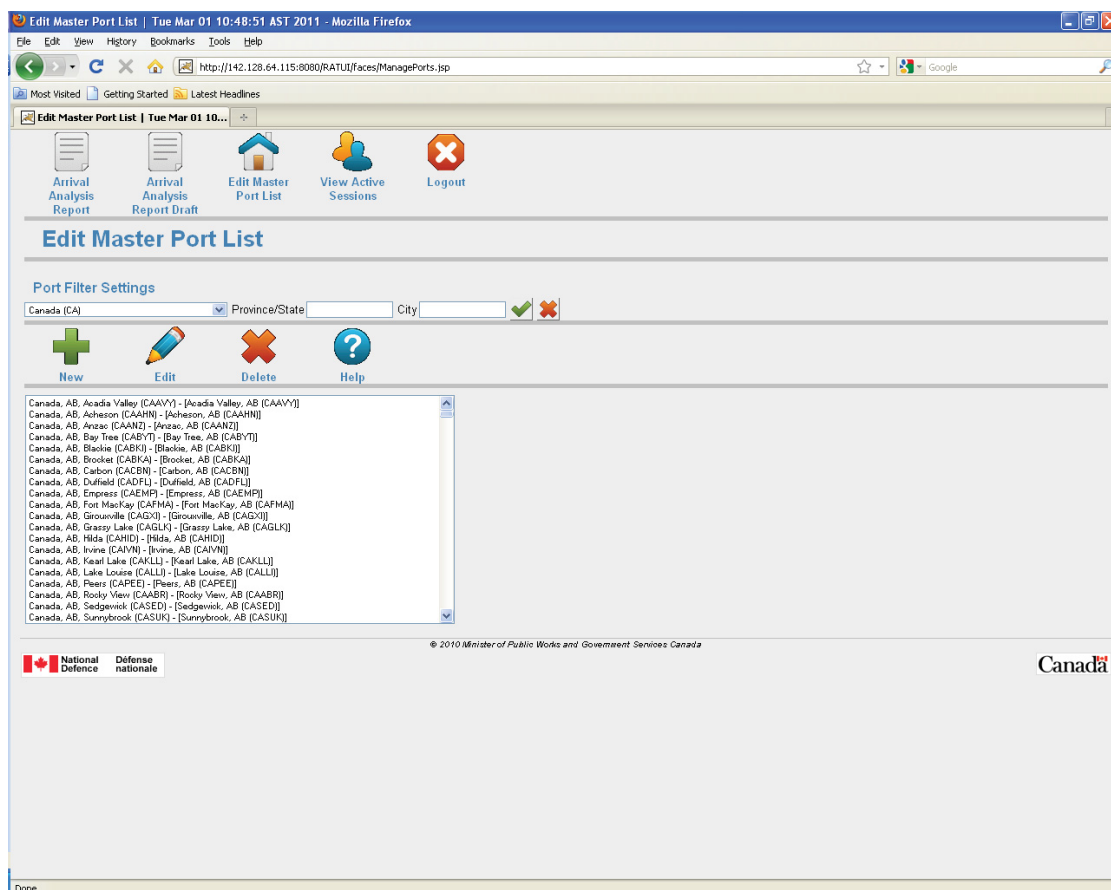 Edit Master Port List | Tue Mar 01 10:48:51 AST 2011 - Mozilla Firefox
File Edit View History Bookmarks Tools Help
http://142.128.64.115:8080/RATUI/faces/ManagePorts.jsp
Google
Most Visited Getting Started Latest Headlines
Edit Master Port List | Tue Mar 01 10...
Arrival Analysis Report
Arrival Analysis Report Draft
Edit Master Port List
View Active Sessions
Logout
Edit Master Port List
Port Filter Settings
Canada (CA) Province/State City
New Edit Delete Help
Canada, AB, Acadia Valley (CAAVY) - [Acadia Valley, AB (CAAVY)]
Canada, AB, Acheson (CAAHN) - [Acheson, AB (CAAHN)]
Canada, AB, Anzac (CAANZ) - [Anzac, AB (CAANZ)]
Canada, AB, Bay Tree (CABYT) - [Bay Tree, AB (CABYT)]
Canada, AB, Blackie (CABKI) - [Blackie, AB (CABKI)]
Canada, AB, Brocket (CABKA) - [Brocket, AB (CABKA)]
Canada, AB, Carbon (CACBN) - [Carbon, AB (CACBN)]
Canada, AB, Duffield (CADFL) - [Duffield, AB (CADFL)]
Canada, AB, Empress (CAEMP) - [Empress, AB (CAEMP)]
Canada, AB, Fort MacKay (CAFMA) - [Fort MacKay, AB (CAFMA)]
Canada, AB, Girouxville (CAGXI) - [Girouxville, AB (CAGXI)]
Canada, AB, Grassy Lake (CAGLK) - [Grassy Lake, AB (CAGLK)]
Canada, AB, Hilda (CAHID) - [Hilda, AB (CAHID)]
Canada, AB, Irvine (CAIVN) - [Irvine, AB (CAIVN)]
Canada, AB, Kearl Lake (CAKLL) - [Kearl Lake, AB (CAKLL)]
Canada, AB, Lake Louise (CALLI) - [Lake Louise, AB (CALLI)]
Canada, AB, Peers (CAPEE) - [Peers, AB (CAPEE)]
Canada, AB, Rocky View (CAABR) - [Rocky View, AB (CAABR)]
Canada, AB, Sedgewick (CASED) - [Sedgewick, AB (CASED)]
Canada, AB, Sunnybrook (CASUK) - [Sunnybrook, AB (CASUK)]
© 2010 Minister of Public Works and Government Services Canada
National Defence Défense nationale
Canada
Done